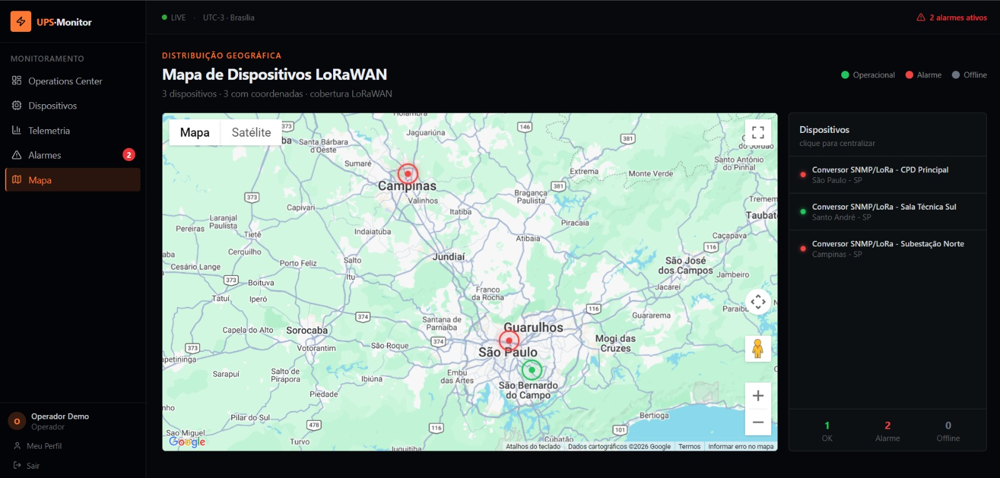 UPS·Monitor
MONITORAMENTO
Operations Center
Dispositivos
Telemetria
Alarmes
2
Mapa
Operador Demo
O
Operador
Meu Perfil
Sair
LIVE · UTC-3 · Brasília
2 alarmes ativos
DISTRIBUIÇÃO GEOGRÁFICA
Mapa de Dispositivos LoRaWAN
3 dispositivos · 3 com coordenadas · cobertura LoRaWAN
Operacional
Alarme
Offline
Mapa
Satélite
373
Holambra
Jaguariúna
146
381
Santa Bárbara
d'Oeste
do Jordão
Sumaré
Santo Antônio
do Pinhal
Extrema
Monte Verde
Campinas
381
Valinhos
Bragança
Paulista
373
Capivari
Itatiba
Tremem
Taubat
Laranjal
Paulista
Pereiras
Tietê
Indaiatuba
Piracaia
Atibaia
Caçapava
116
Cerquilho
aba
Cesário Lange
Porto Feliz
Salto
Jundiaí
São José
dos Campos
Jambeiro
Itu
373
Boituva
Jacareí
Tatuí
Iperó
Franco
da Rocha
116
Paraibu
Guararema
374
Santana de
Parnaíba
Guarulhos
Capela do Alto
Sorocaba
Votorantim
São Roque
374
Mogi das
Cruzes
373
apetininga
São Paulo
Sarapuí
Salto de
Pirapora
Ibiúna
Embu
das Artes
São Bernardo
do Campo
Piedade
nho
Pilar do Sul
Bertioga
478
116
101
Sao Miguel
Turvo
Cubatão
Juquitiba
Google
Atalhos do teclado
Dados cartográficos ©2026 Google
Termos
Informar erro no mapa
Dispositivos
clique para centralizar
Conversor SNMP/LoRa - CPD Principal
São Paulo - SP
Conversor SNMP/LoRa - Sala Técnica Sul
Santo André - SP
Conversor SNMP/LoRa - Subestação Norte
Campinas - SP
1
OK
2
Alarme
0
Offline